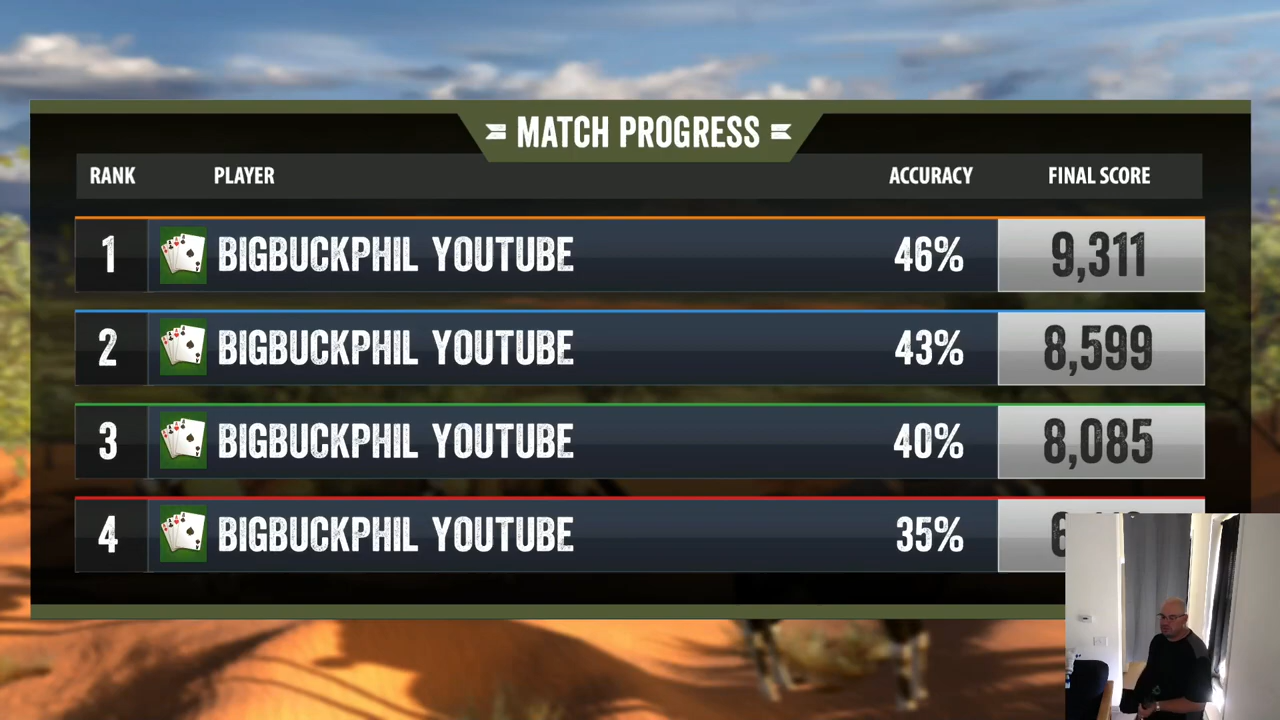 MATCH PROGRESS
RANK PLAYER ACCURACY FINAL SCORE
1 BIGBUCKPHIL YOUTUBE 46% 9,311
2 BIGBUCKPHIL YOUTUBE 43% 8,599
3 BIGBUCKPHIL YOUTUBE 40% 8,085
4 BIGBUCKPHIL YOUTUBE 35%